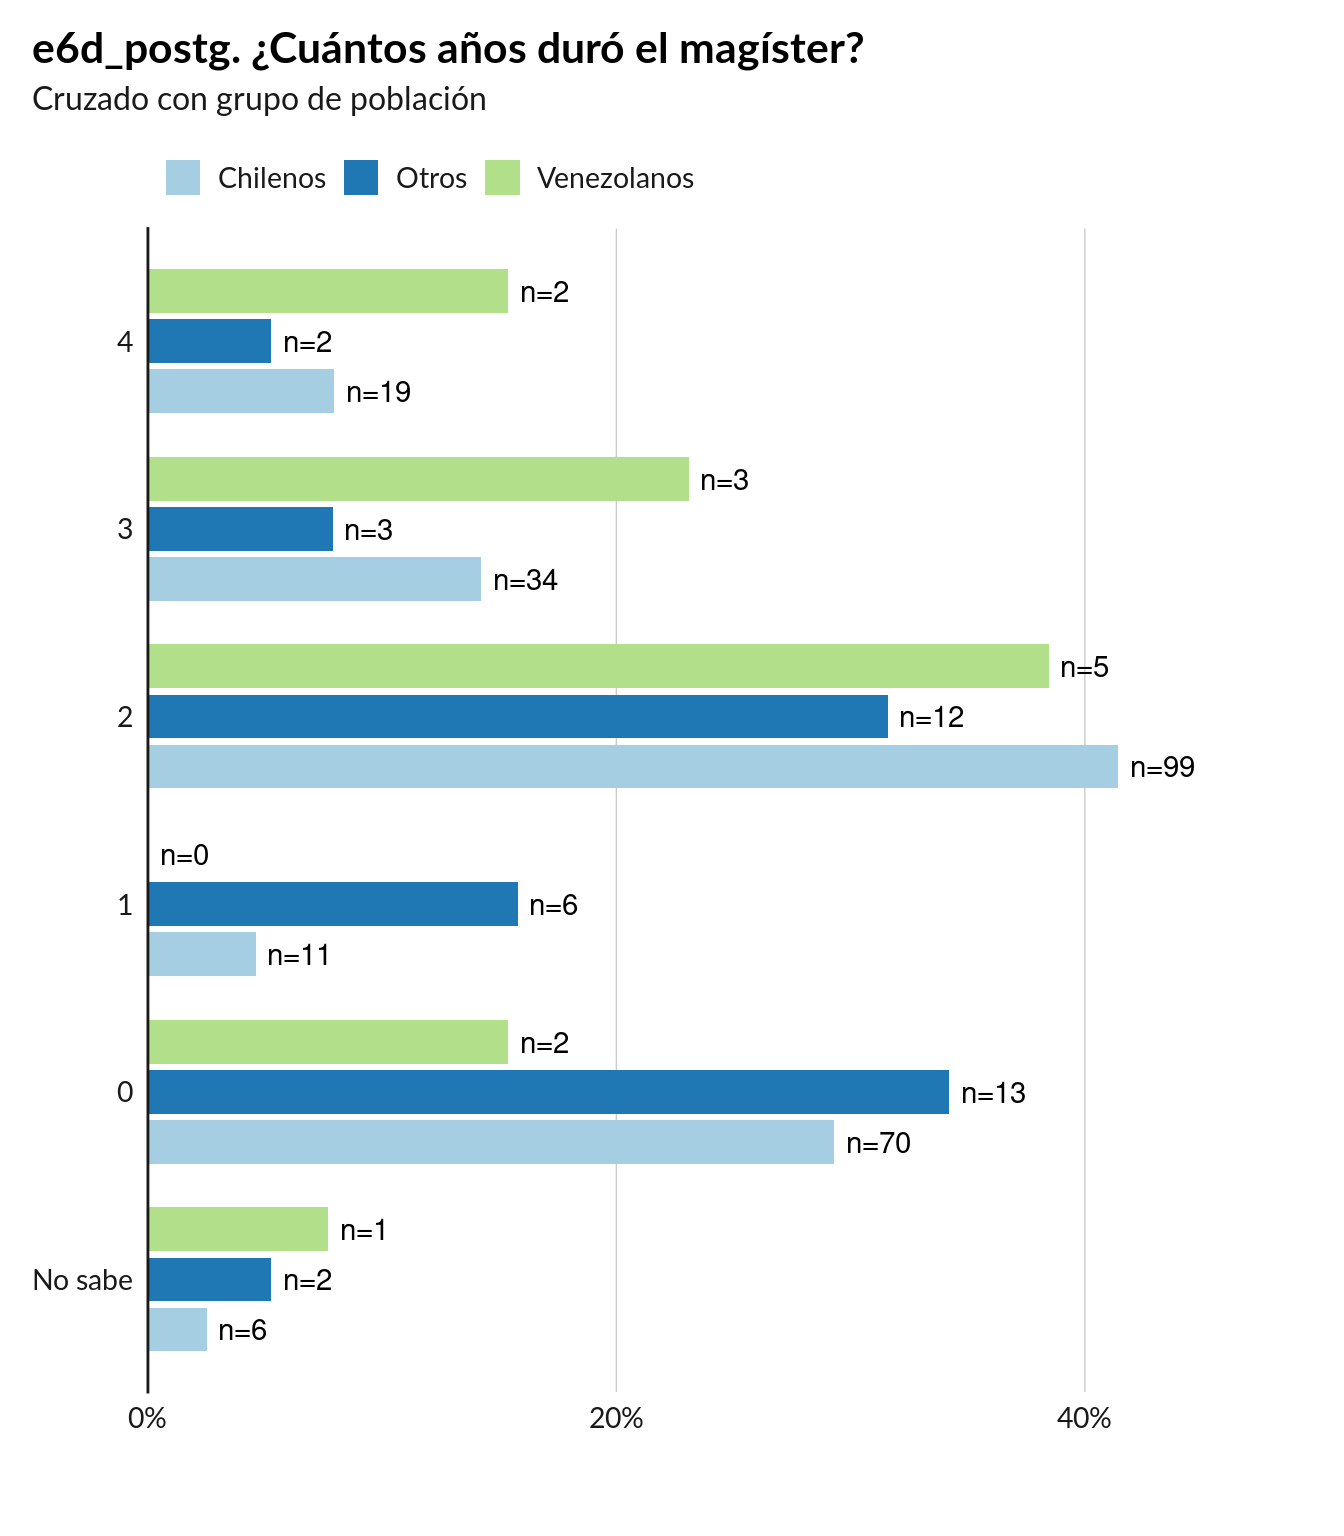 e6d_postg. ¿Cuántos años duró el magíster?
Cruzado con grupo de población
Chilenos Otros Venezolanos
n=2
4 n=2
n=19
n=3
3 n=3
n=34
n=5
2 n=12
n=99
n=0
1 n=6
n=11
n=2
0 n=13
n=70
n=1
No sabe n=2
n=6
0% 20% 40%